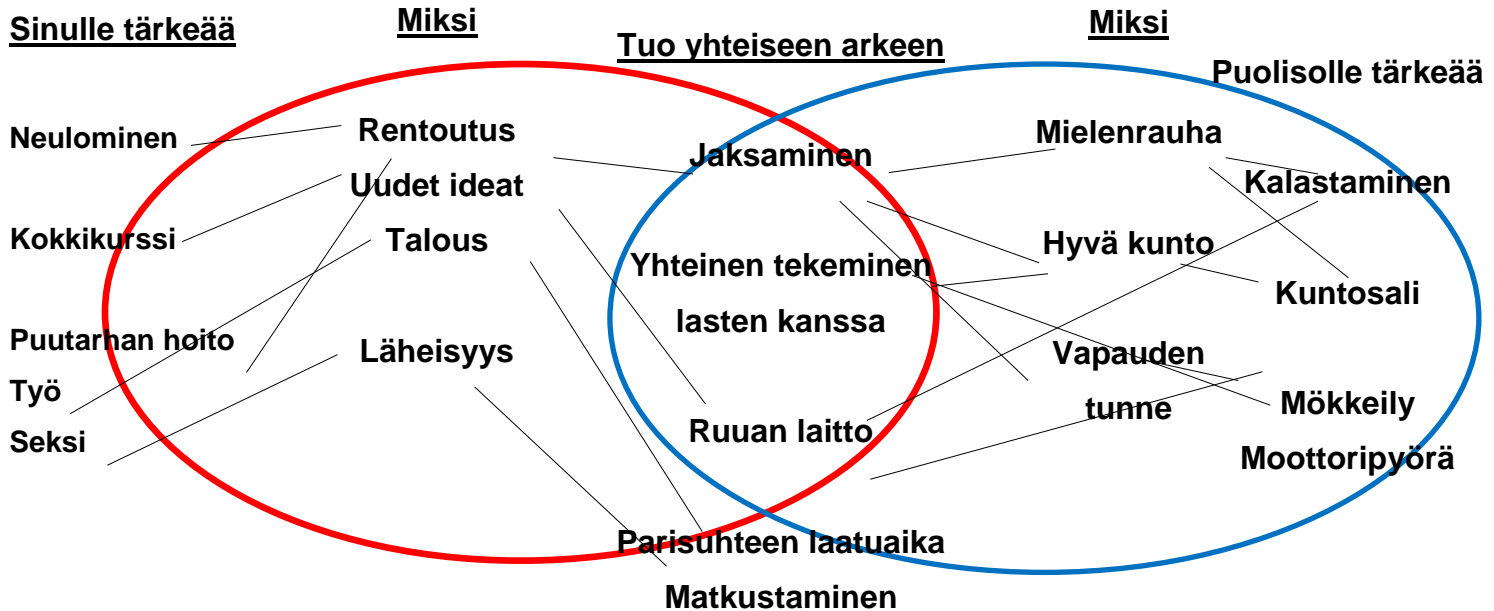 Sinulle tärkeää
Miksi
Tuo yhteiseen arkeen
Miksi
Puolisolle tärkeää
Neulominen
Kokkikurssi
Puutarhan hoito
Työ
Seksi
Rentoutus
Uudet ideat
Talous
Läheisyys
Jaksaminen
Yhteinen tekeminen
lasten kanssa
Ruuan laitto
Parisuhteen laatuaika
Matkustaminen
Mielenrauha
Hyvä kunto
Vapauden
tunne
Kalastaminen
Kuntosali
Mökkeily
Moottoripyörä